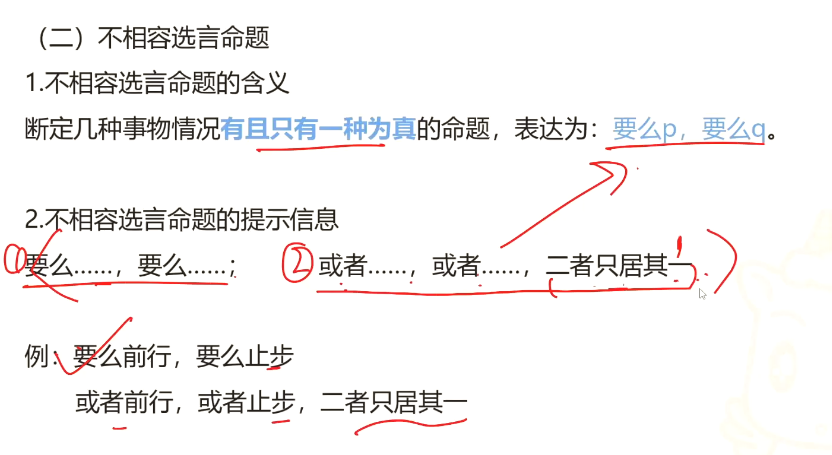 （二）不相容选言命题
1.不相容选言命题的含义
断定几种事物情况有且只有一种为真的命题，表达为：要么p，要么q。
2.不相容选言命题的提示信息
①要么……，要么……； ②或者……，或者……，二者只居其一
例：要么前行，要么止步
或者前行，或者止步，二者只居其一